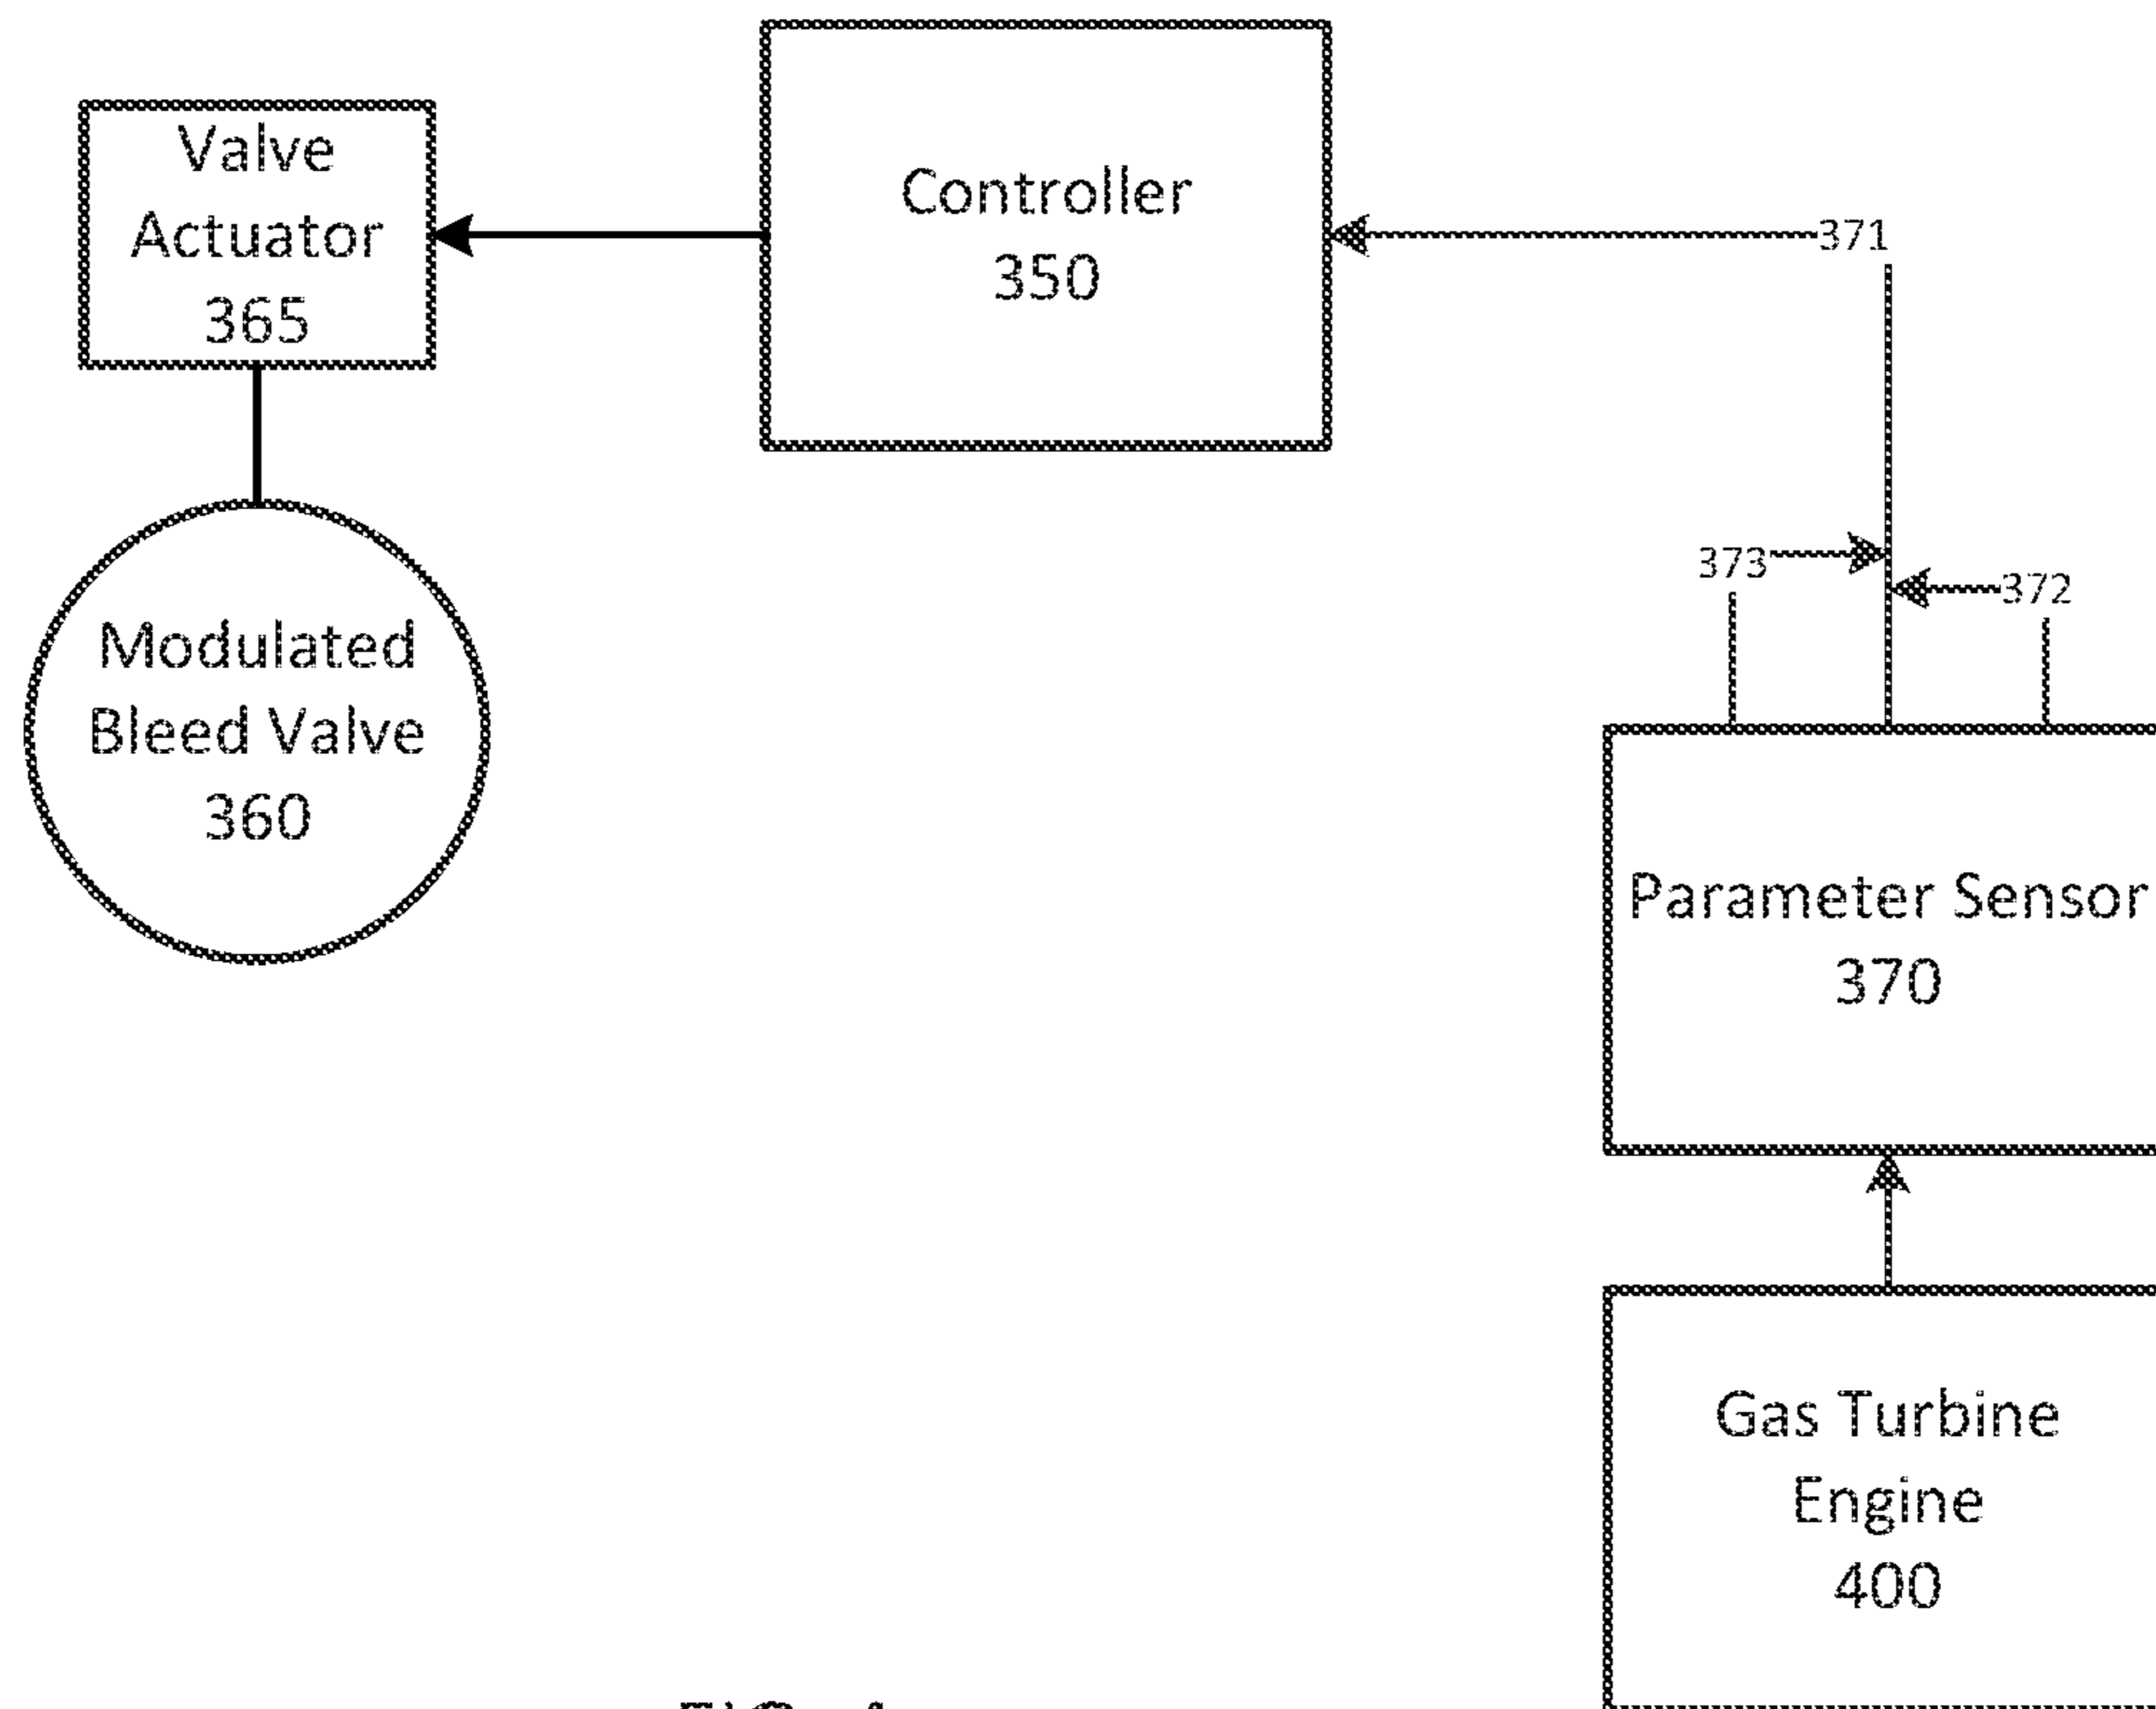 Valve
Actuator
365
Controller
350
371
373
372
Modulated
Bleed Valve
360
Parameter Sensor
370
Gas Turbine
Engine
400